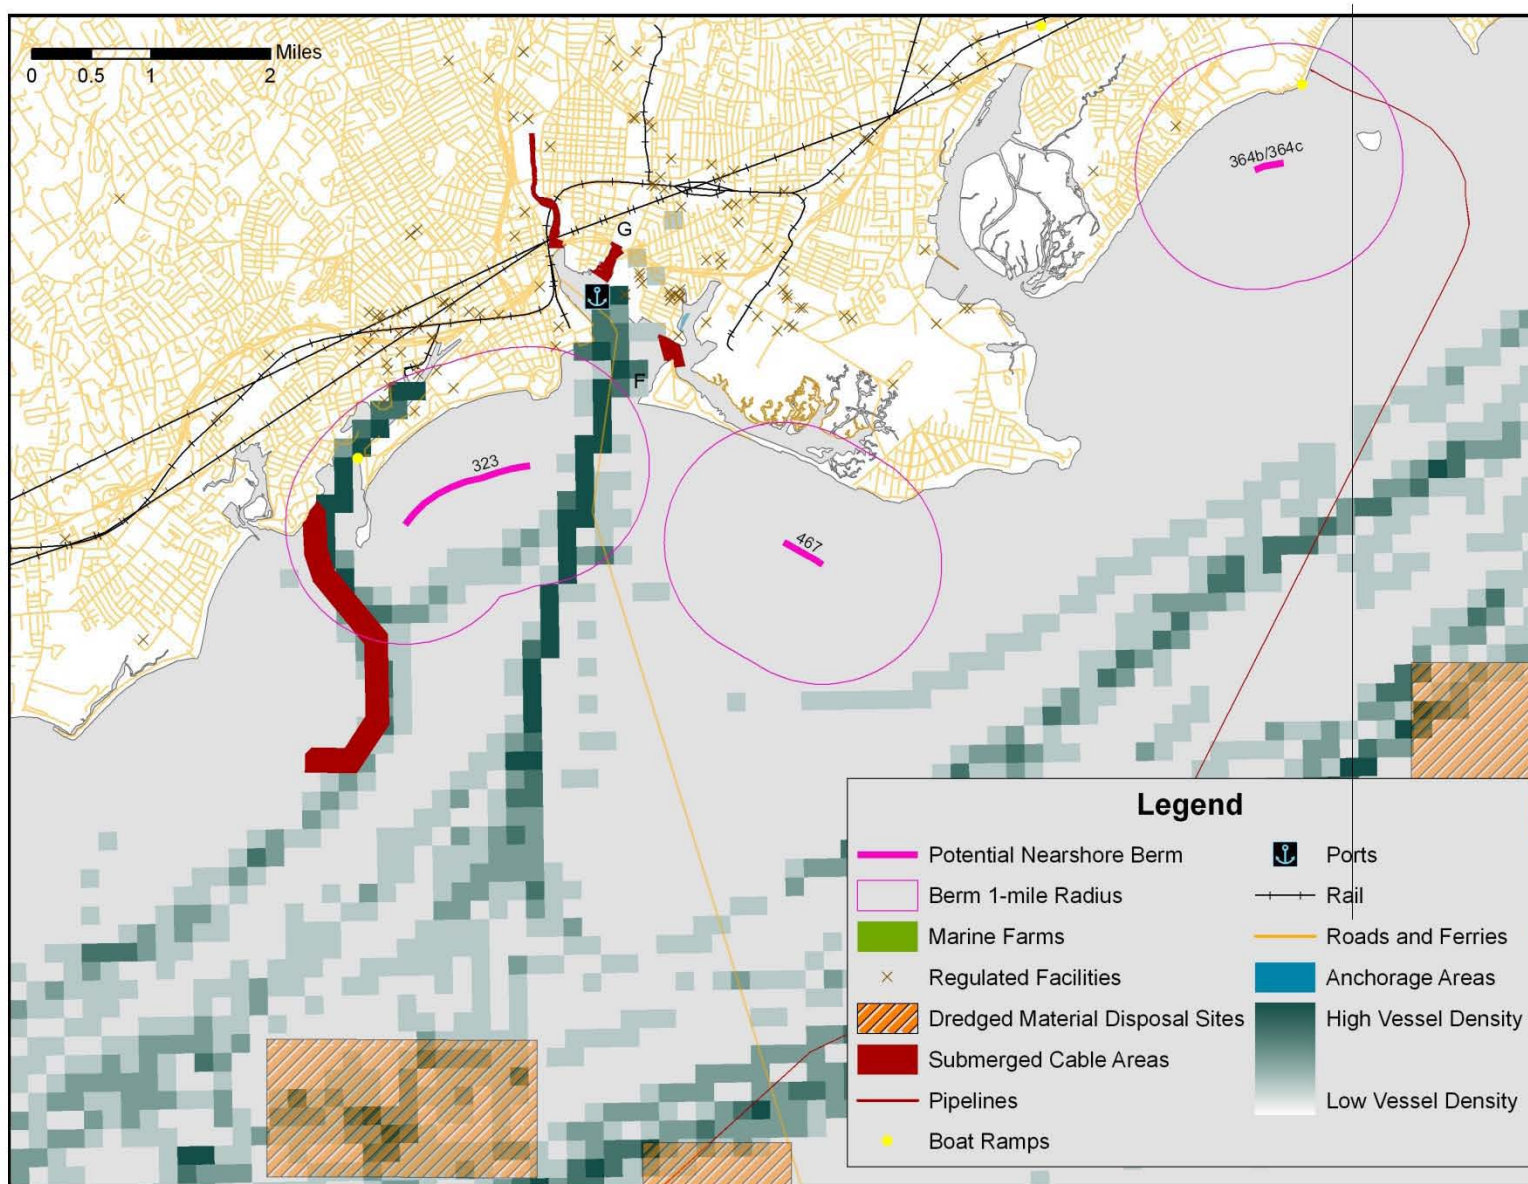 Miles
0 0.5 1 2
364b/364c
G
F
323
467
Legend
Potential Nearshore Berm
Berm 1-mile Radius
Marine Farms
Regulated Facilities
Dredged Material Disposal Sites
Submerged Cable Areas
Pipelines
Boat Ramps
Ports
Rail
Roads and Ferries
Anchorage Areas
High Vessel Density
Low Vessel Density